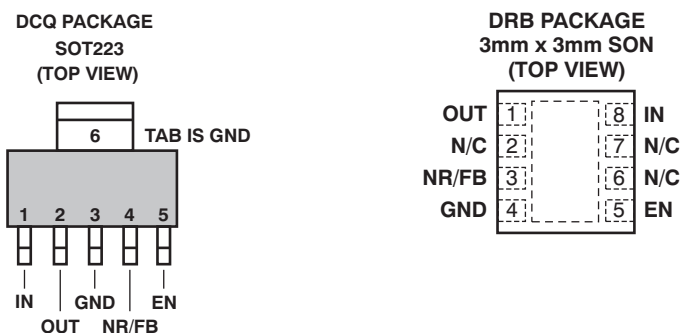 DCQ PACKAGE
SOT223
(TOP VIEW)
6
TAB IS GND
1 2 3 4 5
IN GND EN
OUT NR/FB
DRB PACKAGE
3mm x 3mm SON
(TOP VIEW)
OUT 1 8 IN
N/C 2 7 N/C
NR/FB 3 6 N/C
GND 4 5 EN